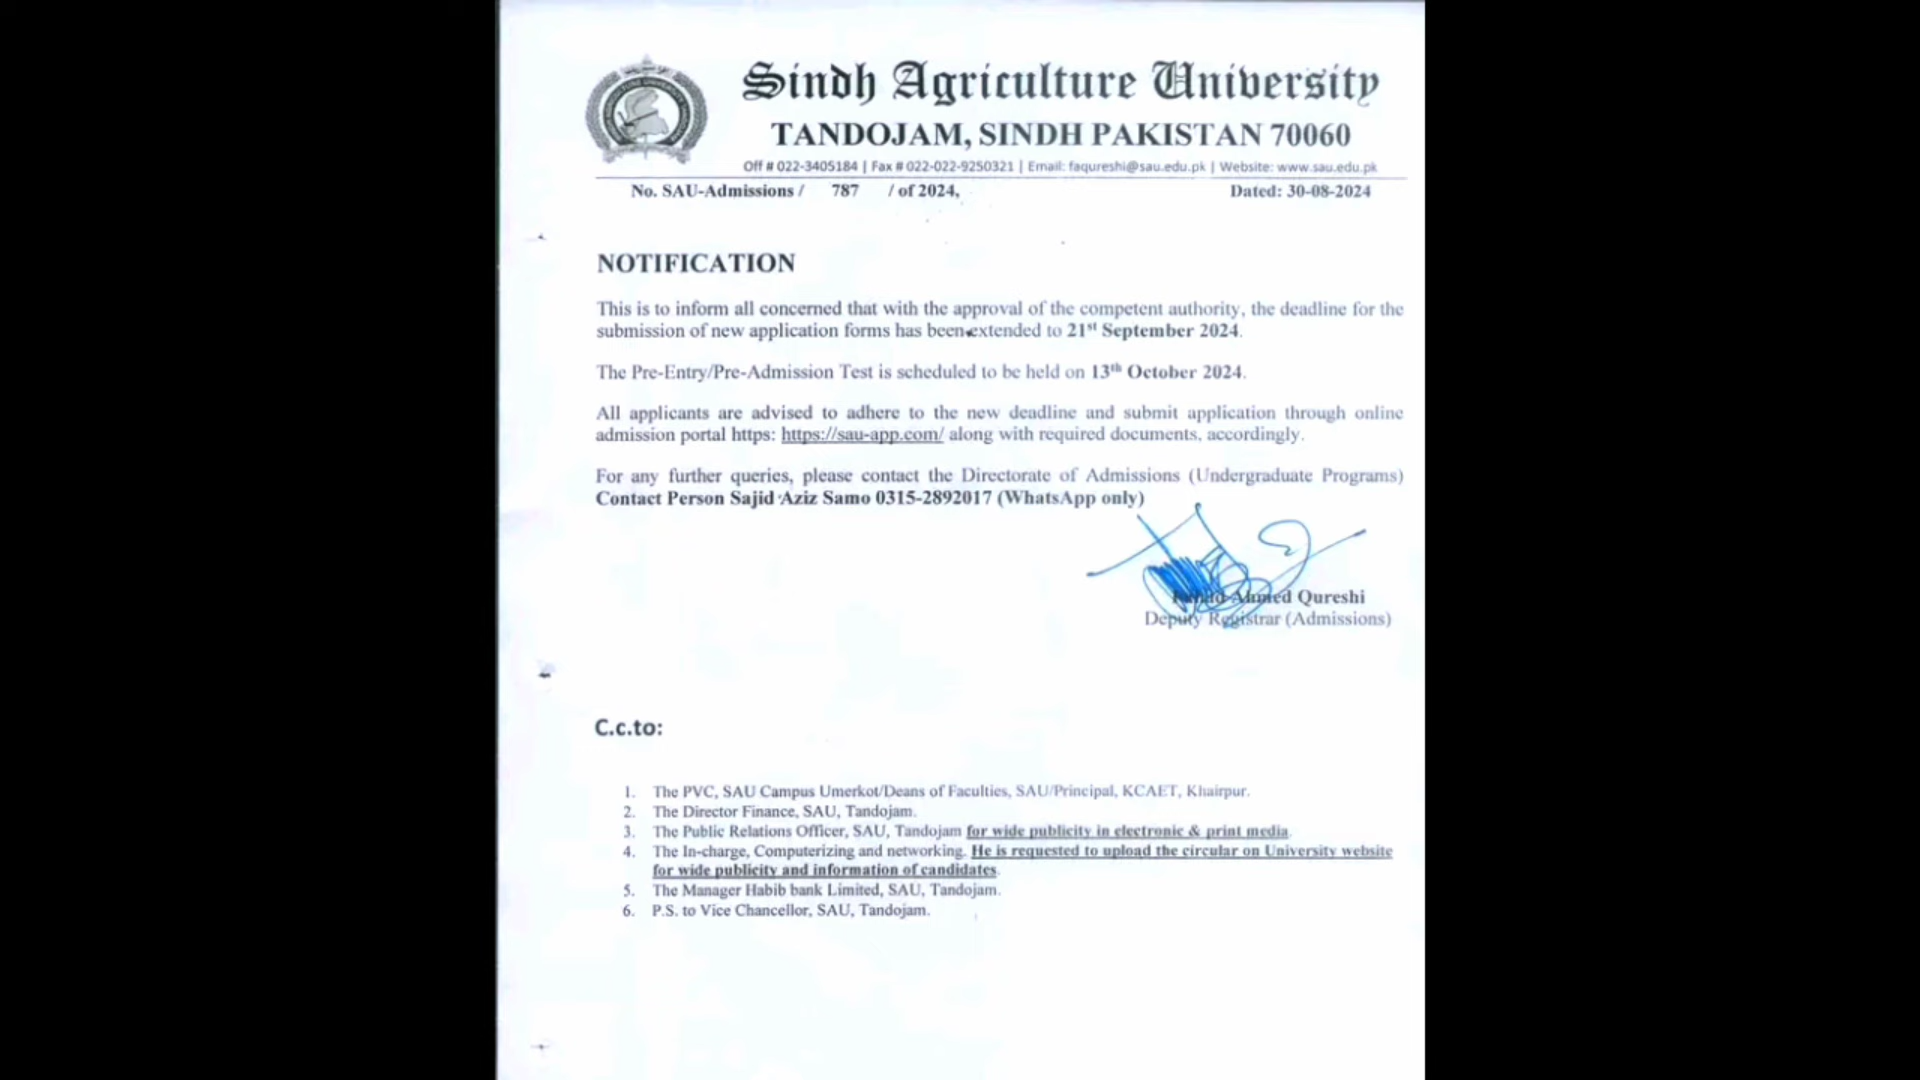 Sindh Agriculture University
TANDOJAM, SINDH PAKISTAN 70060
Off # 022-3405184 | Fax # 022-022-9250321 | Email: faqureshi@sau.edu.pk | Website: www.sau.edu.pk
No. SAU-Admissions / 787 / of 2024, Dated: 30-08-2024
NOTIFICATION
This is to inform all concerned that with the approval of the competent authority, the deadline for the
submission of new application forms has been extended to 21st September 2024.
The Pre-Entry/Pre-Admission Test is scheduled to be held on 13th October 2024.
All applicants are advised to adhere to the new deadline and submit application through online
admission portal https: https://sau-app.com/ along with required documents, accordingly.
For any further queries, please contact the Directorate of Admissions (Undergraduate Programs)
Contact Person Sajid Aziz Samo 0315-2892017 (WhatsApp only)
Ahmed Qureshi
Deputy Registrar (Admissions)
C.c.to:
1. The PVC, SAU Campus Umerkot/Deans of Faculties, SAU/Principal, KCAET, Khairpur.
2. The Director Finance, SAU, Tandojam.
3. The Public Relations Officer, SAU, Tandojam for wide publicity in electronic & print media.
4. The In-charge, Computerizing and networking. He is requested to upload the circular on University website
for wide publicity and information of candidates.
5. The Manager Habib bank Limited, SAU, Tandojam.
6. P.S. to Vice Chancellor, SAU, Tandojam.